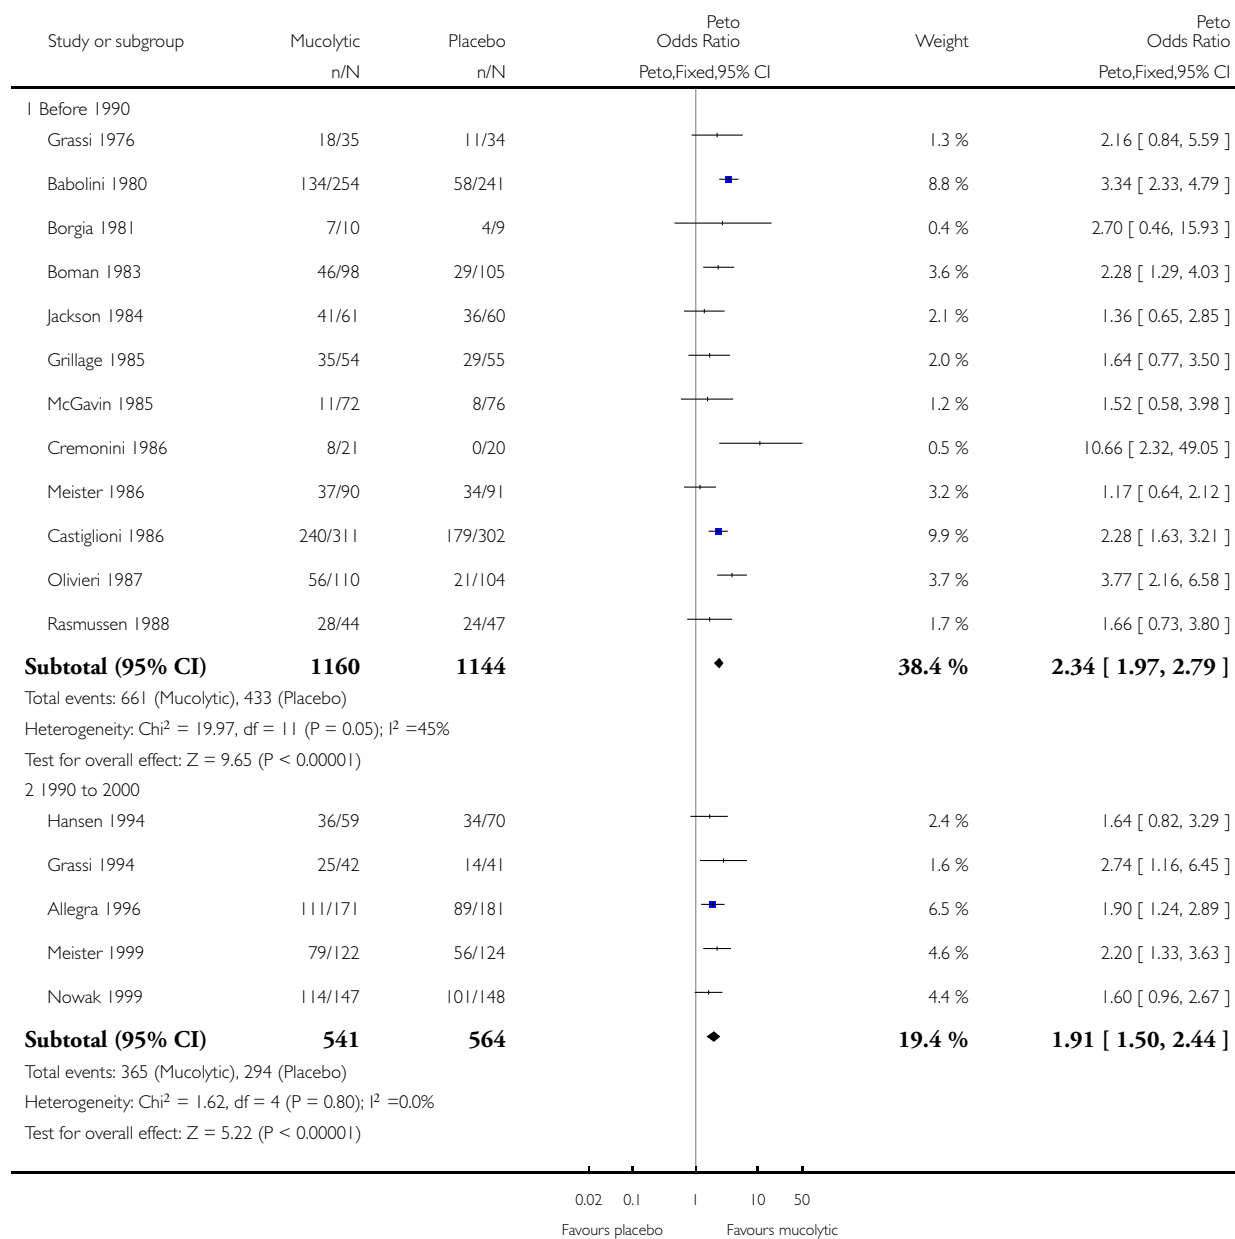 Peto Peto
Study or subgroup Mucolytic Placebo Odds Ratio Weight Odds Ratio
n/N n/N Peto,Fixed,95% CI Peto,Fixed,95% CI
1 Before 1990
Grassi 1976 18/35 11/34 1.3 % 2.16 [ 0.84, 5.59 ]
Babolini 1980 134/254 58/241 8.8 % 3.34 [ 2.33, 4.79 ]
Borgia 1981 7/10 4/9 0.4 % 2.70 [ 0.46, 15.93 ]
Boman 1983 46/98 29/105 3.6 % 2.28 [ 1.29, 4.03 ]
Jackson 1984 41/61 36/60 2.1 % 1.36 [ 0.65, 2.85 ]
Grillage 1985 35/54 29/55 2.0 % 1.64 [ 0.77, 3.50 ]
McGavin 1985 11/72 8/76 1.2 % 1.52 [ 0.58, 3.98 ]
Cremonini 1986 8/21 0/20 0.5 % 10.66 [ 2.32, 49.05 ]
Meister 1986 37/90 34/91 3.2 % 1.17 [ 0.64, 2.12 ]
Castiglioni 1986 240/311 179/302 9.9 % 2.28 [ 1.63, 3.21 ]
Olivieri 1987 56/110 21/104 3.7 % 3.77 [ 2.16, 6.58 ]
Rasmussen 1988 28/44 24/47 1.7 % 1.66 [ 0.73, 3.80 ]
Subtotal (95% CI) 1160 1144 38.4 % 2.34 [ 1.97, 2.79 ]
Total events: 661 (Mucolytic), 433 (Placebo)
Heterogeneity: Chi² = 19.97, df = 11 (P = 0.05); I² =45%
Test for overall effect: Z = 9.65 (P < 0.00001)
2 1990 to 2000
Hansen 1994 36/59 34/70 2.4 % 1.64 [ 0.82, 3.29 ]
Grassi 1994 25/42 14/41 1.6 % 2.74 [ 1.16, 6.45 ]
Allegra 1996 111/171 89/181 6.5 % 1.90 [ 1.24, 2.89 ]
Meister 1999 79/122 56/124 4.6 % 2.20 [ 1.33, 3.63 ]
Nowak 1999 114/147 101/148 4.4 % 1.60 [ 0.96, 2.67 ]
Subtotal (95% CI) 541 564 19.4 % 1.91 [ 1.50, 2.44 ]
Total events: 365 (Mucolytic), 294 (Placebo)
Heterogeneity: Chi² = 1.62, df = 4 (P = 0.80); I² =0.0%
Test for overall effect: Z = 5.22 (P < 0.00001)
0.02 0.1 1 10 50
Favours placebo Favours mucolytic